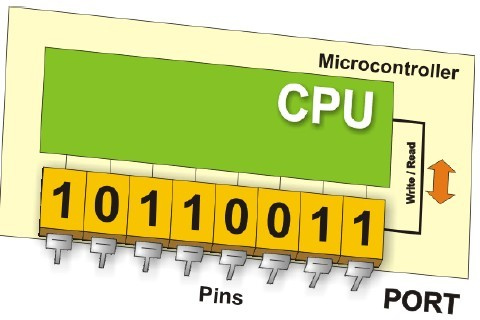 Microcontroller
CPU
Write / Read
1 0 1 1 0 0 1 1
Pins
PORT